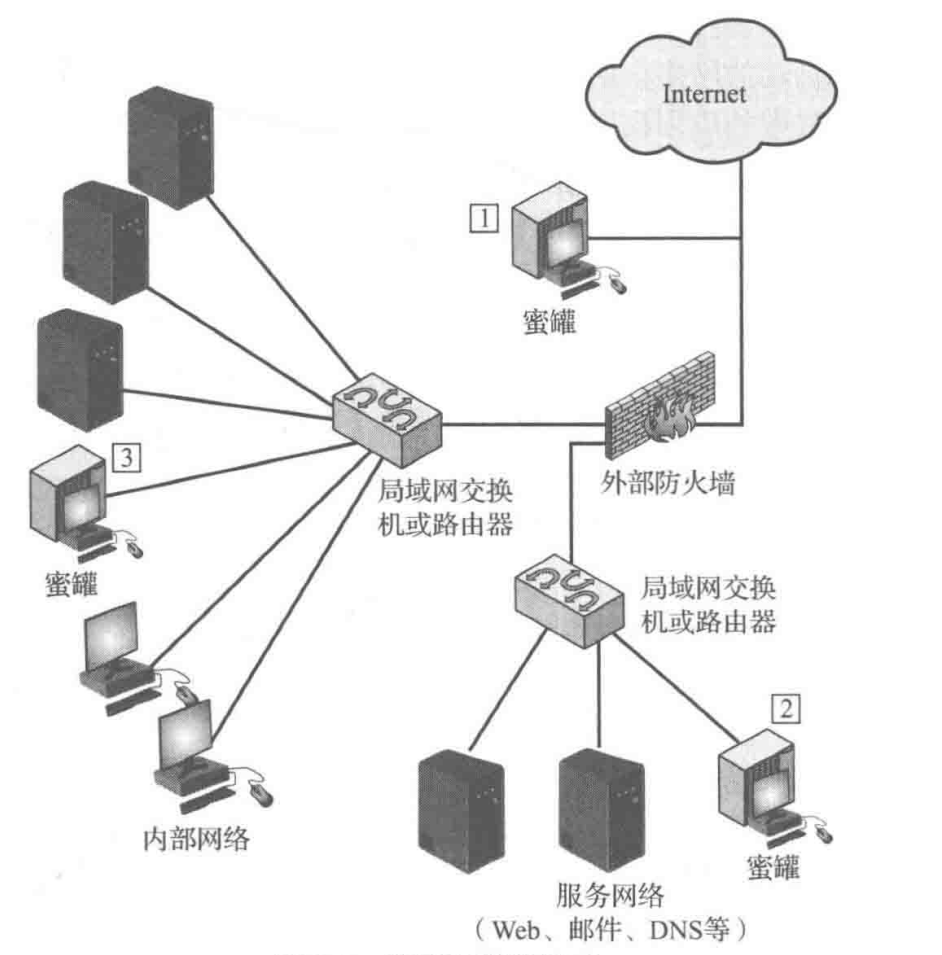 Internet
1
蜜罐
外部防火墙
3
局域网交换
机或路由器
蜜罐
局域网交换
机或路由器
2
内部网络
蜜罐
服务网络
（Web、邮件、DNS等）